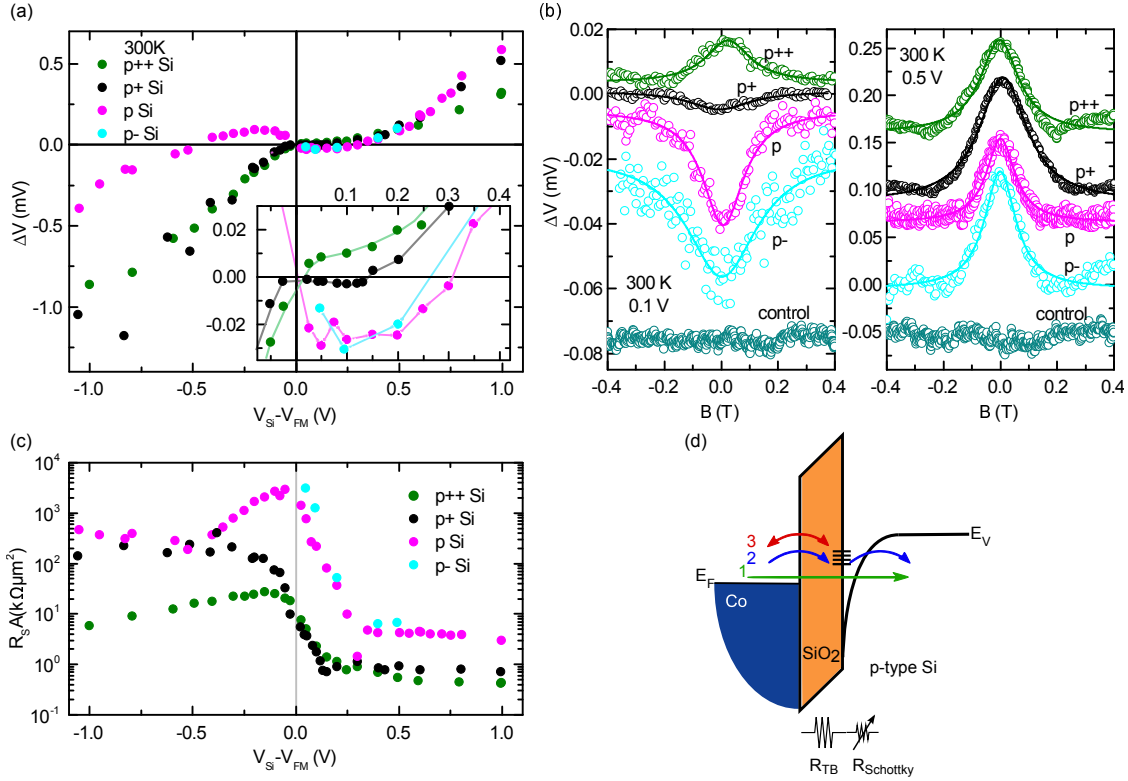 (a)
300K
p++ Si
p+ Si
p Si
p- Si
0.5
0.0
-0.5
-1.0
ΔV (mV)
0.1 0.2 0.3 0.4
0.02
0.00
-0.02
-1.0 -0.5 0.0 0.5 1.0
V_Si-V_FM (V)
(b)
0.02
0.00
-0.02
-0.04
-0.06
-0.08
ΔV (mV)
p++
p+
p
p-
300 K
0.1 V
control
-0.4 -0.2 0.0 0.2 0.4
B (T)
0.25
0.20
0.15
0.10
0.05
0.00
-0.05
300 K
0.5 V
p++
p+
p
p-
control
-0.4 -0.2 0.0 0.2 0.4
B (T)
(c)
10^4
10^3
10^2
10^1
10^0
10^-1
R_S A(kΩμm^2)
p++ Si
p+ Si
p Si
p- Si
-1.0 -0.5 0.0 0.5 1.0
V_Si-V_FM (V)
(d)
3
2
1
E_V
E_F
Co
SiO2
p-type Si
R_TB R_Schottky